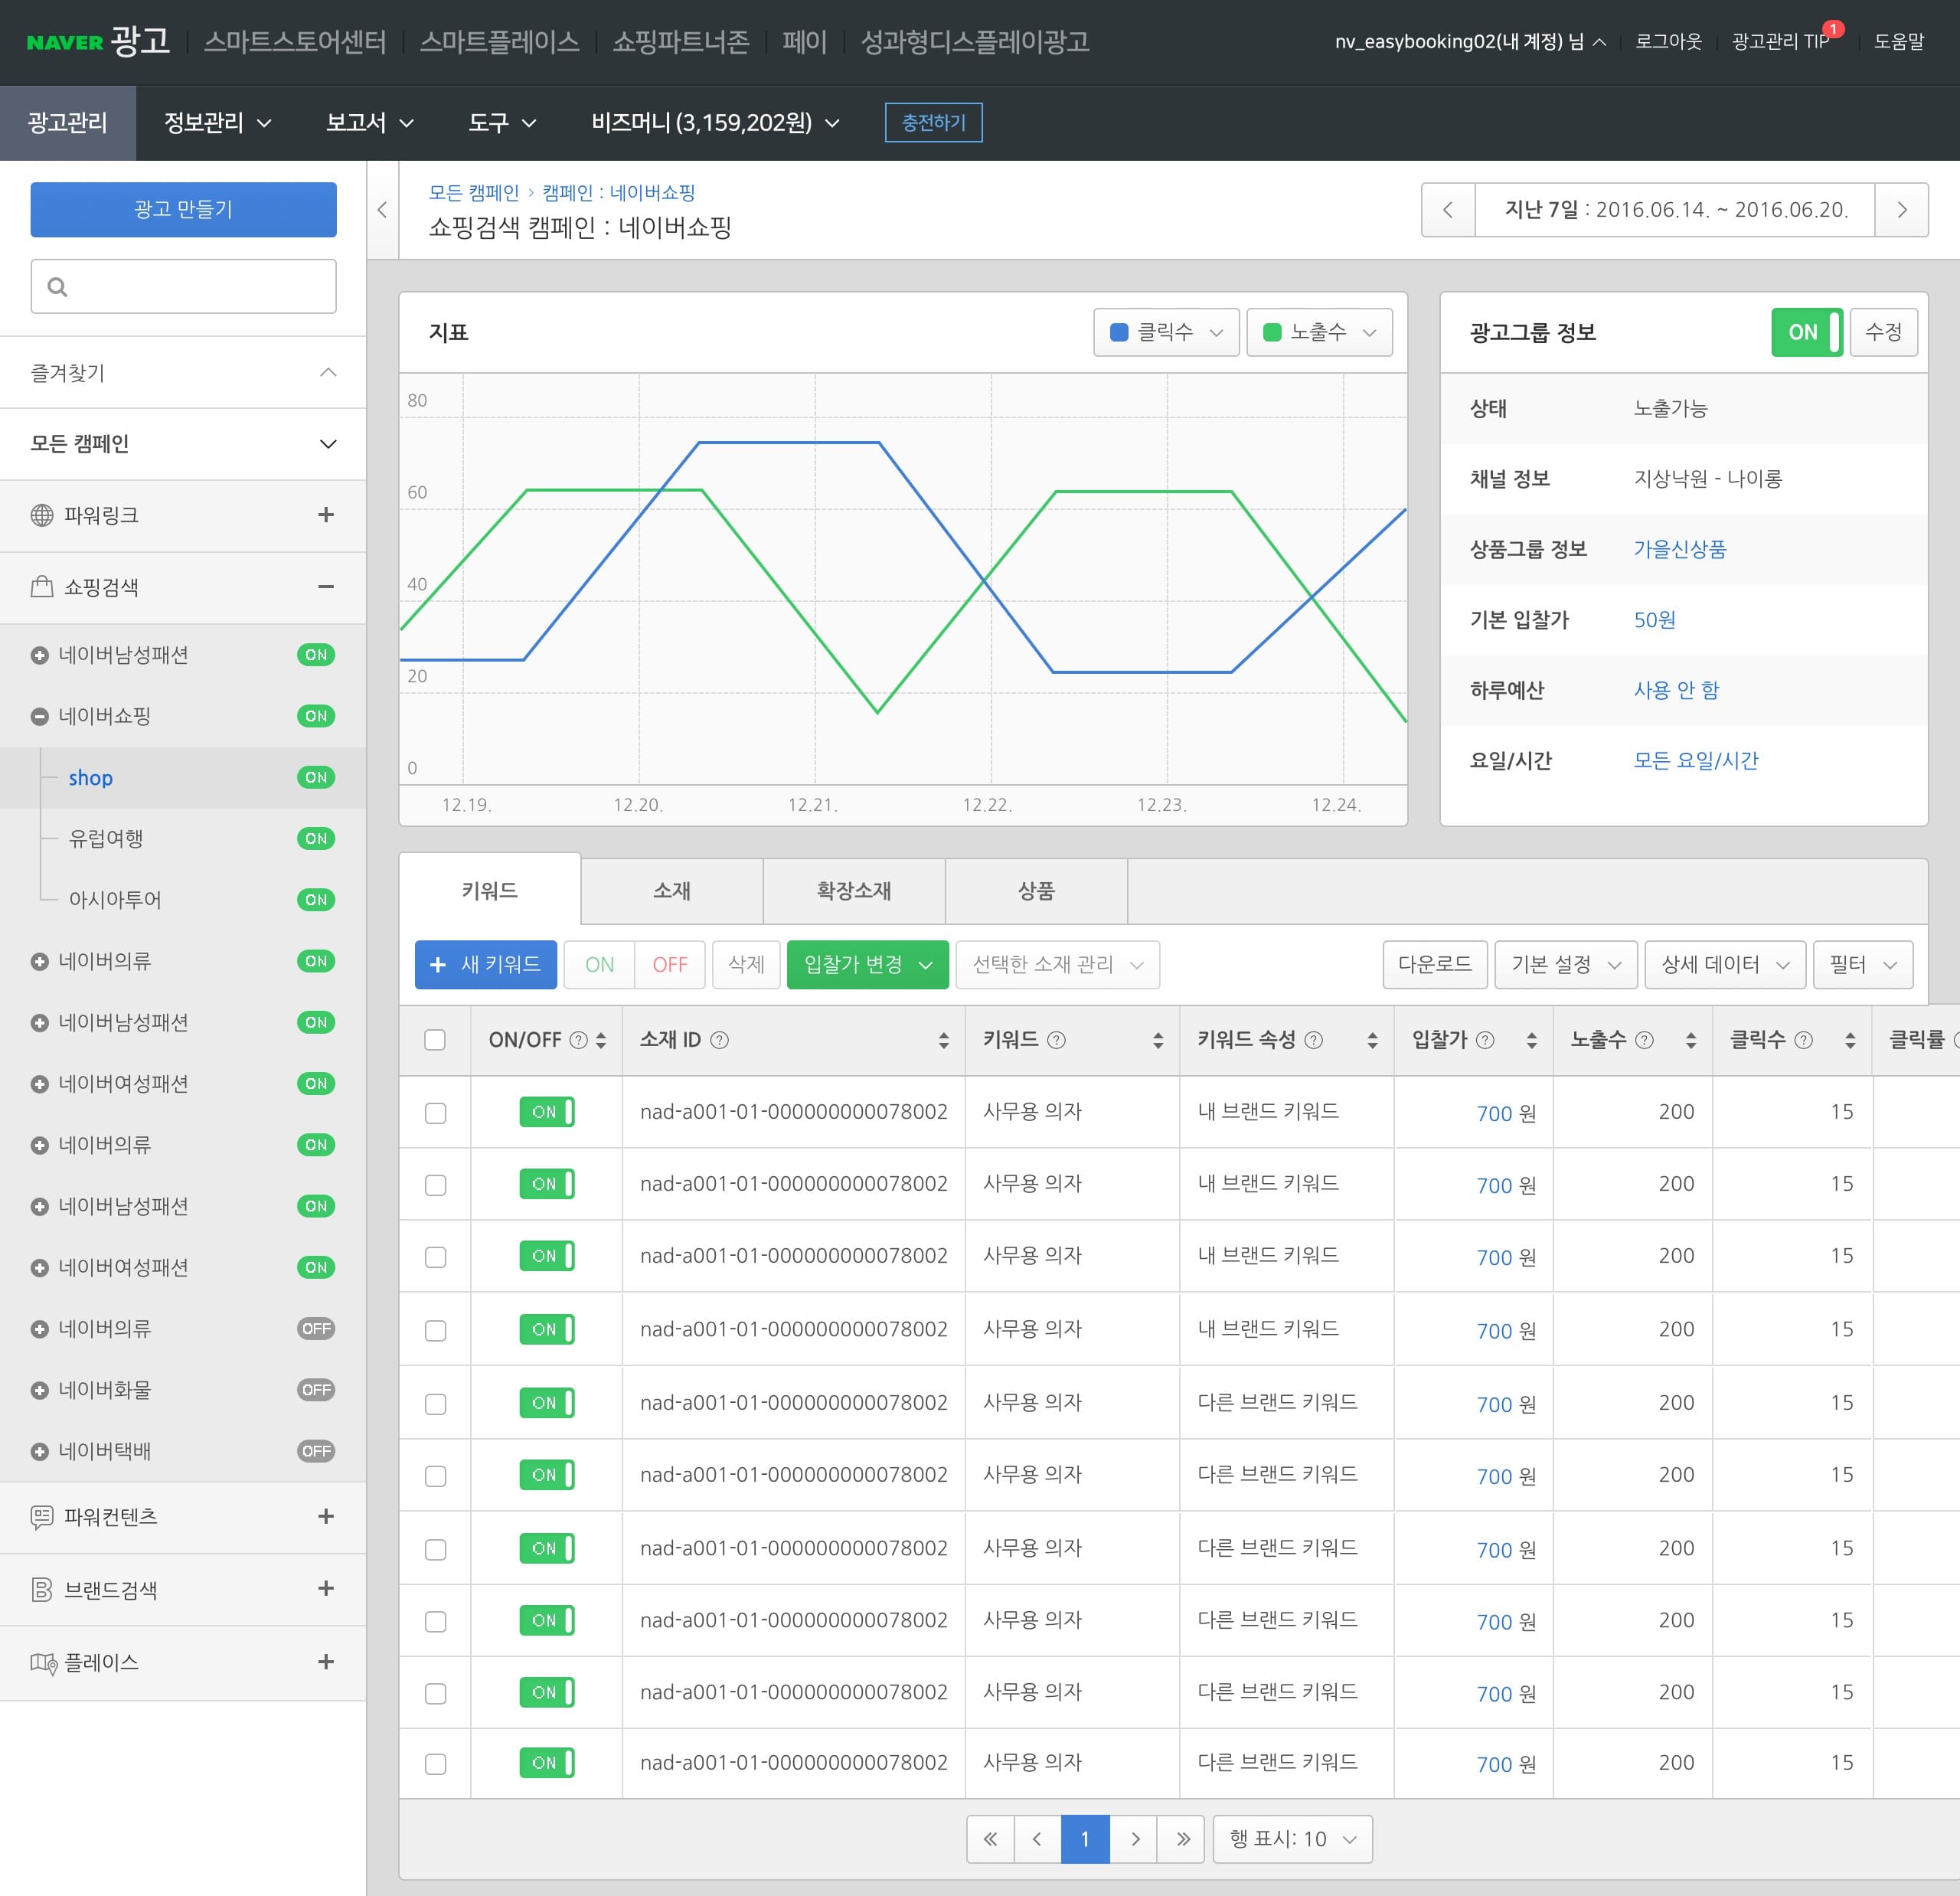 NAVER 광고 스마트스토어센터 스마트플레이스 쇼핑파트너존 페이 성과형디스플레이광고 nv_easybooking02(내 계정) 님 로그아웃 광고관리 TIP 1 도움말
광고관리 정보관리 보고서 도구 비즈머니 (3,159,202원) 충전하기
광고 만들기
즐겨찾기
모든 캠페인
파워링크
쇼핑검색
네이버남성패션 ON
네이버쇼핑 ON
shop ON
유럽여행 ON
아시아투어 ON
네이버의류 ON
네이버남성패션 ON
네이버여성패션 ON
네이버의류 ON
네이버남성패션 ON
네이버여성패션 ON
네이버의류 OFF
네이버화물 OFF
네이버택배 OFF
파워컨텐츠
브랜드검색
플레이스
모든 캠페인 > 캠페인 : 네이버쇼핑
쇼핑검색 캠페인 : 네이버쇼핑
지난 7일 : 2016.06.14. ~ 2016.06.20.
지표 클릭수 노출수
80
60
40
20
0
12.19. 12.20. 12.21. 12.22. 12.23. 12.24.
광고그룹 정보 ON 수정
상태 노출가능
채널 정보 지상낙원 - 나이롱
상품그룹 정보 가을신상품
기본 입찰가 50원
하루예산 사용 안 함
요일/시간 모든 요일/시간
키워드 소재 확장소재 상품
+ 새 키워드 ON OFF 삭제 입찰가 변경 선택한 소재 관리 다운로드 기본 설정 상세 데이터 필터
ON/OFF ? 소재 ID ? 키워드 ? 키워드 속성 ? 입찰가 ? 노출수 ? 클릭수 ? 클릭률
ON nad-a001-01-000000000078002 사무용 의자 내 브랜드 키워드 700 원 200 15
ON nad-a001-01-000000000078002 사무용 의자 내 브랜드 키워드 700 원 200 15
ON nad-a001-01-000000000078002 사무용 의자 내 브랜드 키워드 700 원 200 15
ON nad-a001-01-000000000078002 사무용 의자 내 브랜드 키워드 700 원 200 15
ON nad-a001-01-000000000078002 사무용 의자 다른 브랜드 키워드 700 원 200 15
ON nad-a001-01-000000000078002 사무용 의자 다른 브랜드 키워드 700 원 200 15
ON nad-a001-01-000000000078002 사무용 의자 다른 브랜드 키워드 700 원 200 15
ON nad-a001-01-000000000078002 사무용 의자 다른 브랜드 키워드 700 원 200 15
ON nad-a001-01-000000000078002 사무용 의자 다른 브랜드 키워드 700 원 200 15
ON nad-a001-01-000000000078002 사무용 의자 다른 브랜드 키워드 700 원 200 15
« < 1 > » 행 표시: 10